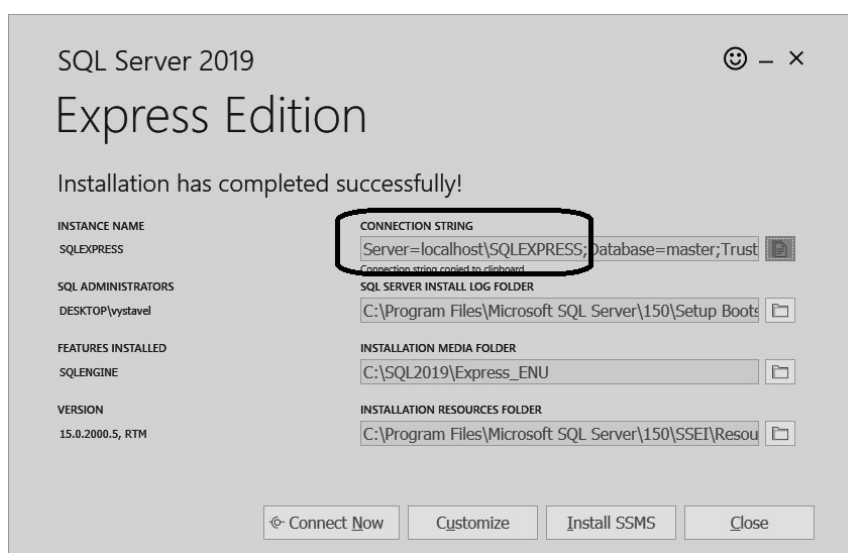 SQL Server 2019
Express Edition
Installation has completed successfully!
INSTANCE NAME
SQLEXPRESS
CONNECTION STRING
Server=localhost\SQLEXPRESS;Database=master;Trust
Connection string copied to clipboard
SQL ADMINISTRATORS
DESKTOP\vystavel
SQL SERVER INSTALL LOG FOLDER
C:\Program Files\Microsoft SQL Server\150\Setup Boots
FEATURES INSTALLED
SQLENGINE
INSTALLATION MEDIA FOLDER
C:\SQL2019\Express_ENU
VERSION
15.0.2000.5, RTM
INSTALLATION RESOURCES FOLDER
C:\Program Files\Microsoft SQL Server\150\SSEI\Resou
Connect Now
Customize
Install SSMS
Close